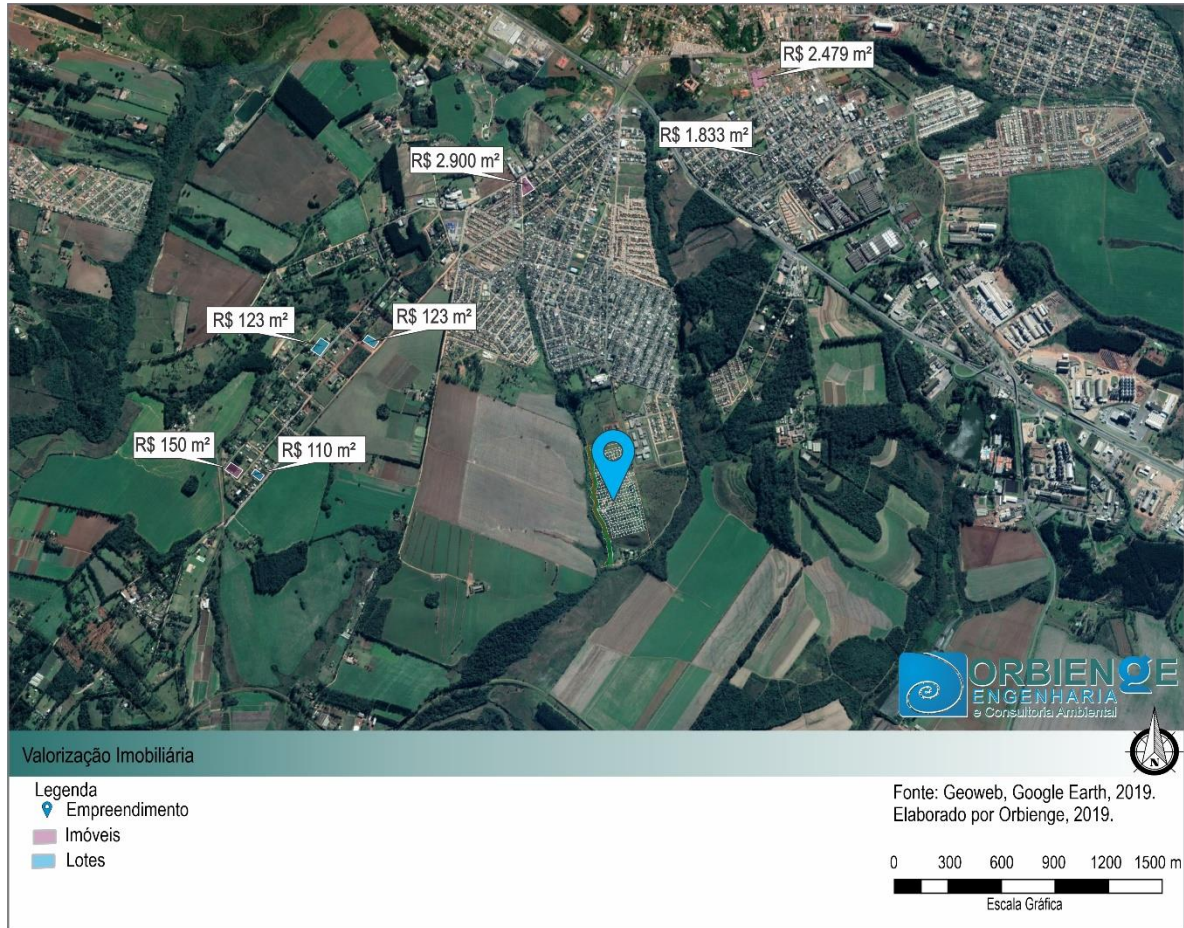 R$ 2.479 m²
R$ 1.833 m²
R$ 2.900 m²
R$ 123 m²
R$ 123 m²
R$ 150 m²
R$ 110 m²
ORBIENGE
ENGENHARIA
e Consultoria Ambiental
Valorização Imobiliária
N
Legenda
Empreendimento
Imóveis
Lotes
Fonte: Geoweb, Google Earth, 2019.
Elaborado por Orbienge, 2019.
0 300 600 900 1200 1500 m
Escala Gráfica